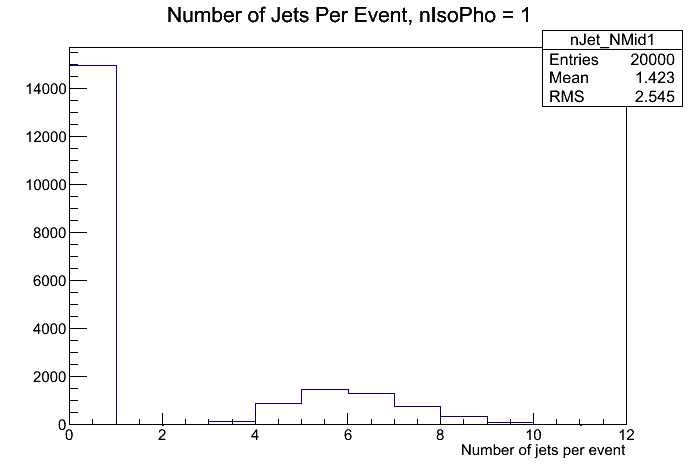 Number of Jets Per Event, nIsoPho = 1
nJet_NMid1
Entries 20000
Mean 1.423
RMS 2.545
14000
12000
10000
8000
6000
4000
2000
0
0 2 4 6 8 10 12
Number of jets per event